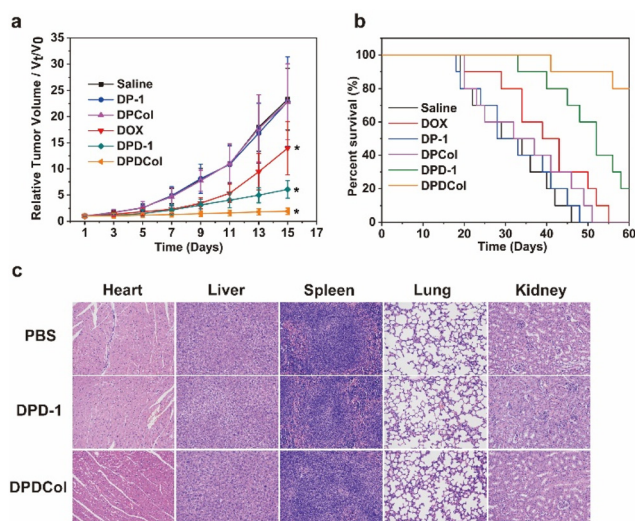 a
Relative Tumor Volume / Vt/V0
35
30
25
20
15
10
5
0
Saline
DP-1
DPCol
DOX
DPD-1
DPDCol
*
*
*
1 3 5 7 9 11 13 15 17
Time (Days)
b
Percent survival (%)
100
80
60
40
20
0
Saline
DOX
DP-1
DPCol
DPD-1
DPDCol
0 10 20 30 40 50 60
Time (Days)
c
Heart Liver Spleen Lung Kidney
PBS
DPD-1
DPDCol